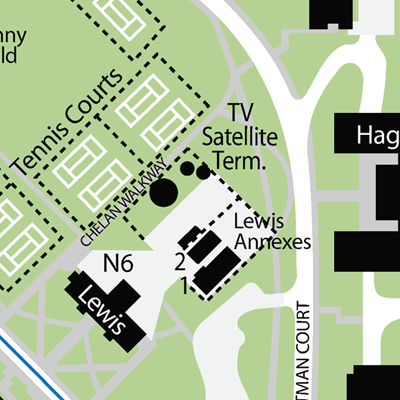 nny
ld
Tennis Courts
TV
Satellite
Term.
Hag
CHELAN WALKWAY
Lewis
Annexes
N6
2
1
Lewis
TMAN COURT